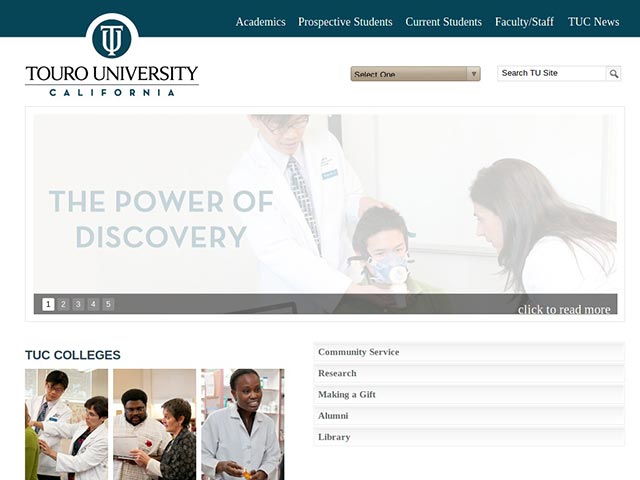 Academics Prospective Students Current Students Faculty/Staff TUC News
TOURO UNIVERSITY
CALIFORNIA
Select One
Search TU Site
THE POWER OF
DISCOVERY
1 2 3 4 5
click to read more
TUC COLLEGES
Community Service
Research
Making a Gift
Alumni
Library